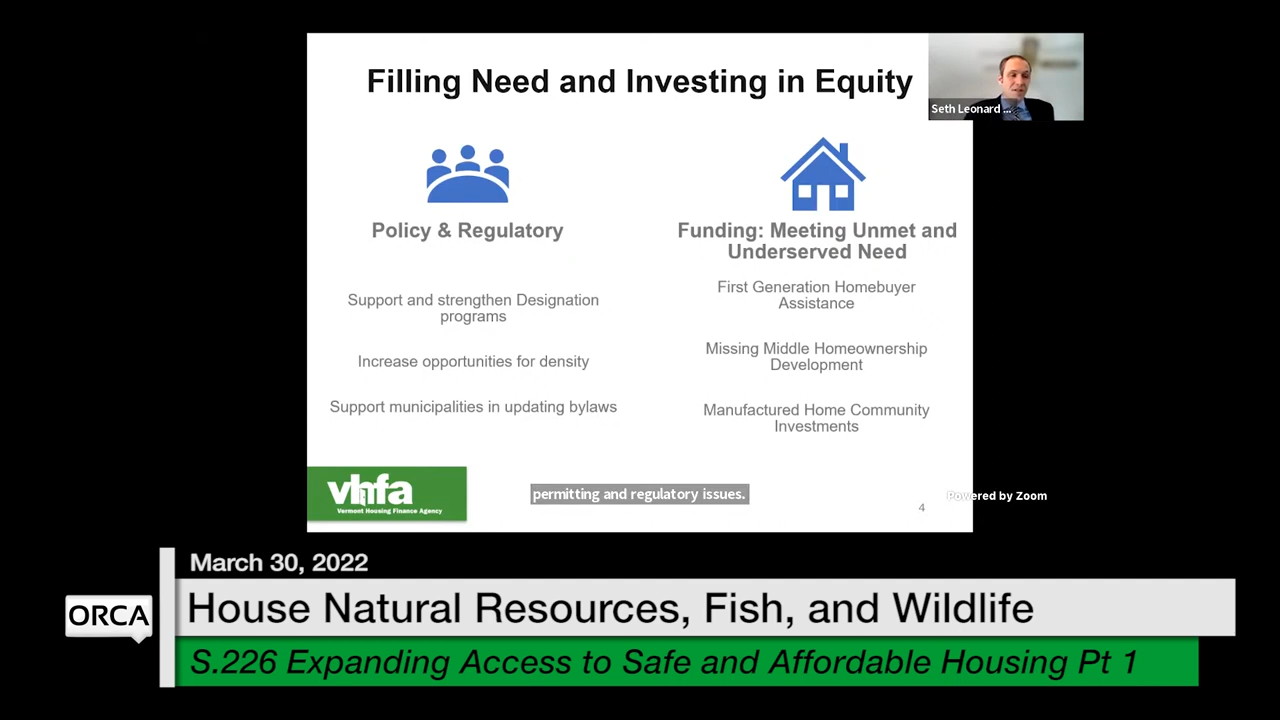 Filling Need and Investing in Equity
Seth Leonard ...
Policy & Regulatory
Support and strengthen Designation
programs
Increase opportunities for density
Support municipalities in updating bylaws
Funding: Meeting Unmet and
Underserved Need
First Generation Homebuyer
Assistance
Missing Middle Homeownership
Development
Manufactured Home Community
Investments
vhfa
Vermont Housing Finance Agency
permitting and regulatory issues.
4
Powered by Zoom
March 30, 2022
ORCA
House Natural Resources, Fish, and Wildlife
S.226 Expanding Access to Safe and Affordable Housing Pt 1